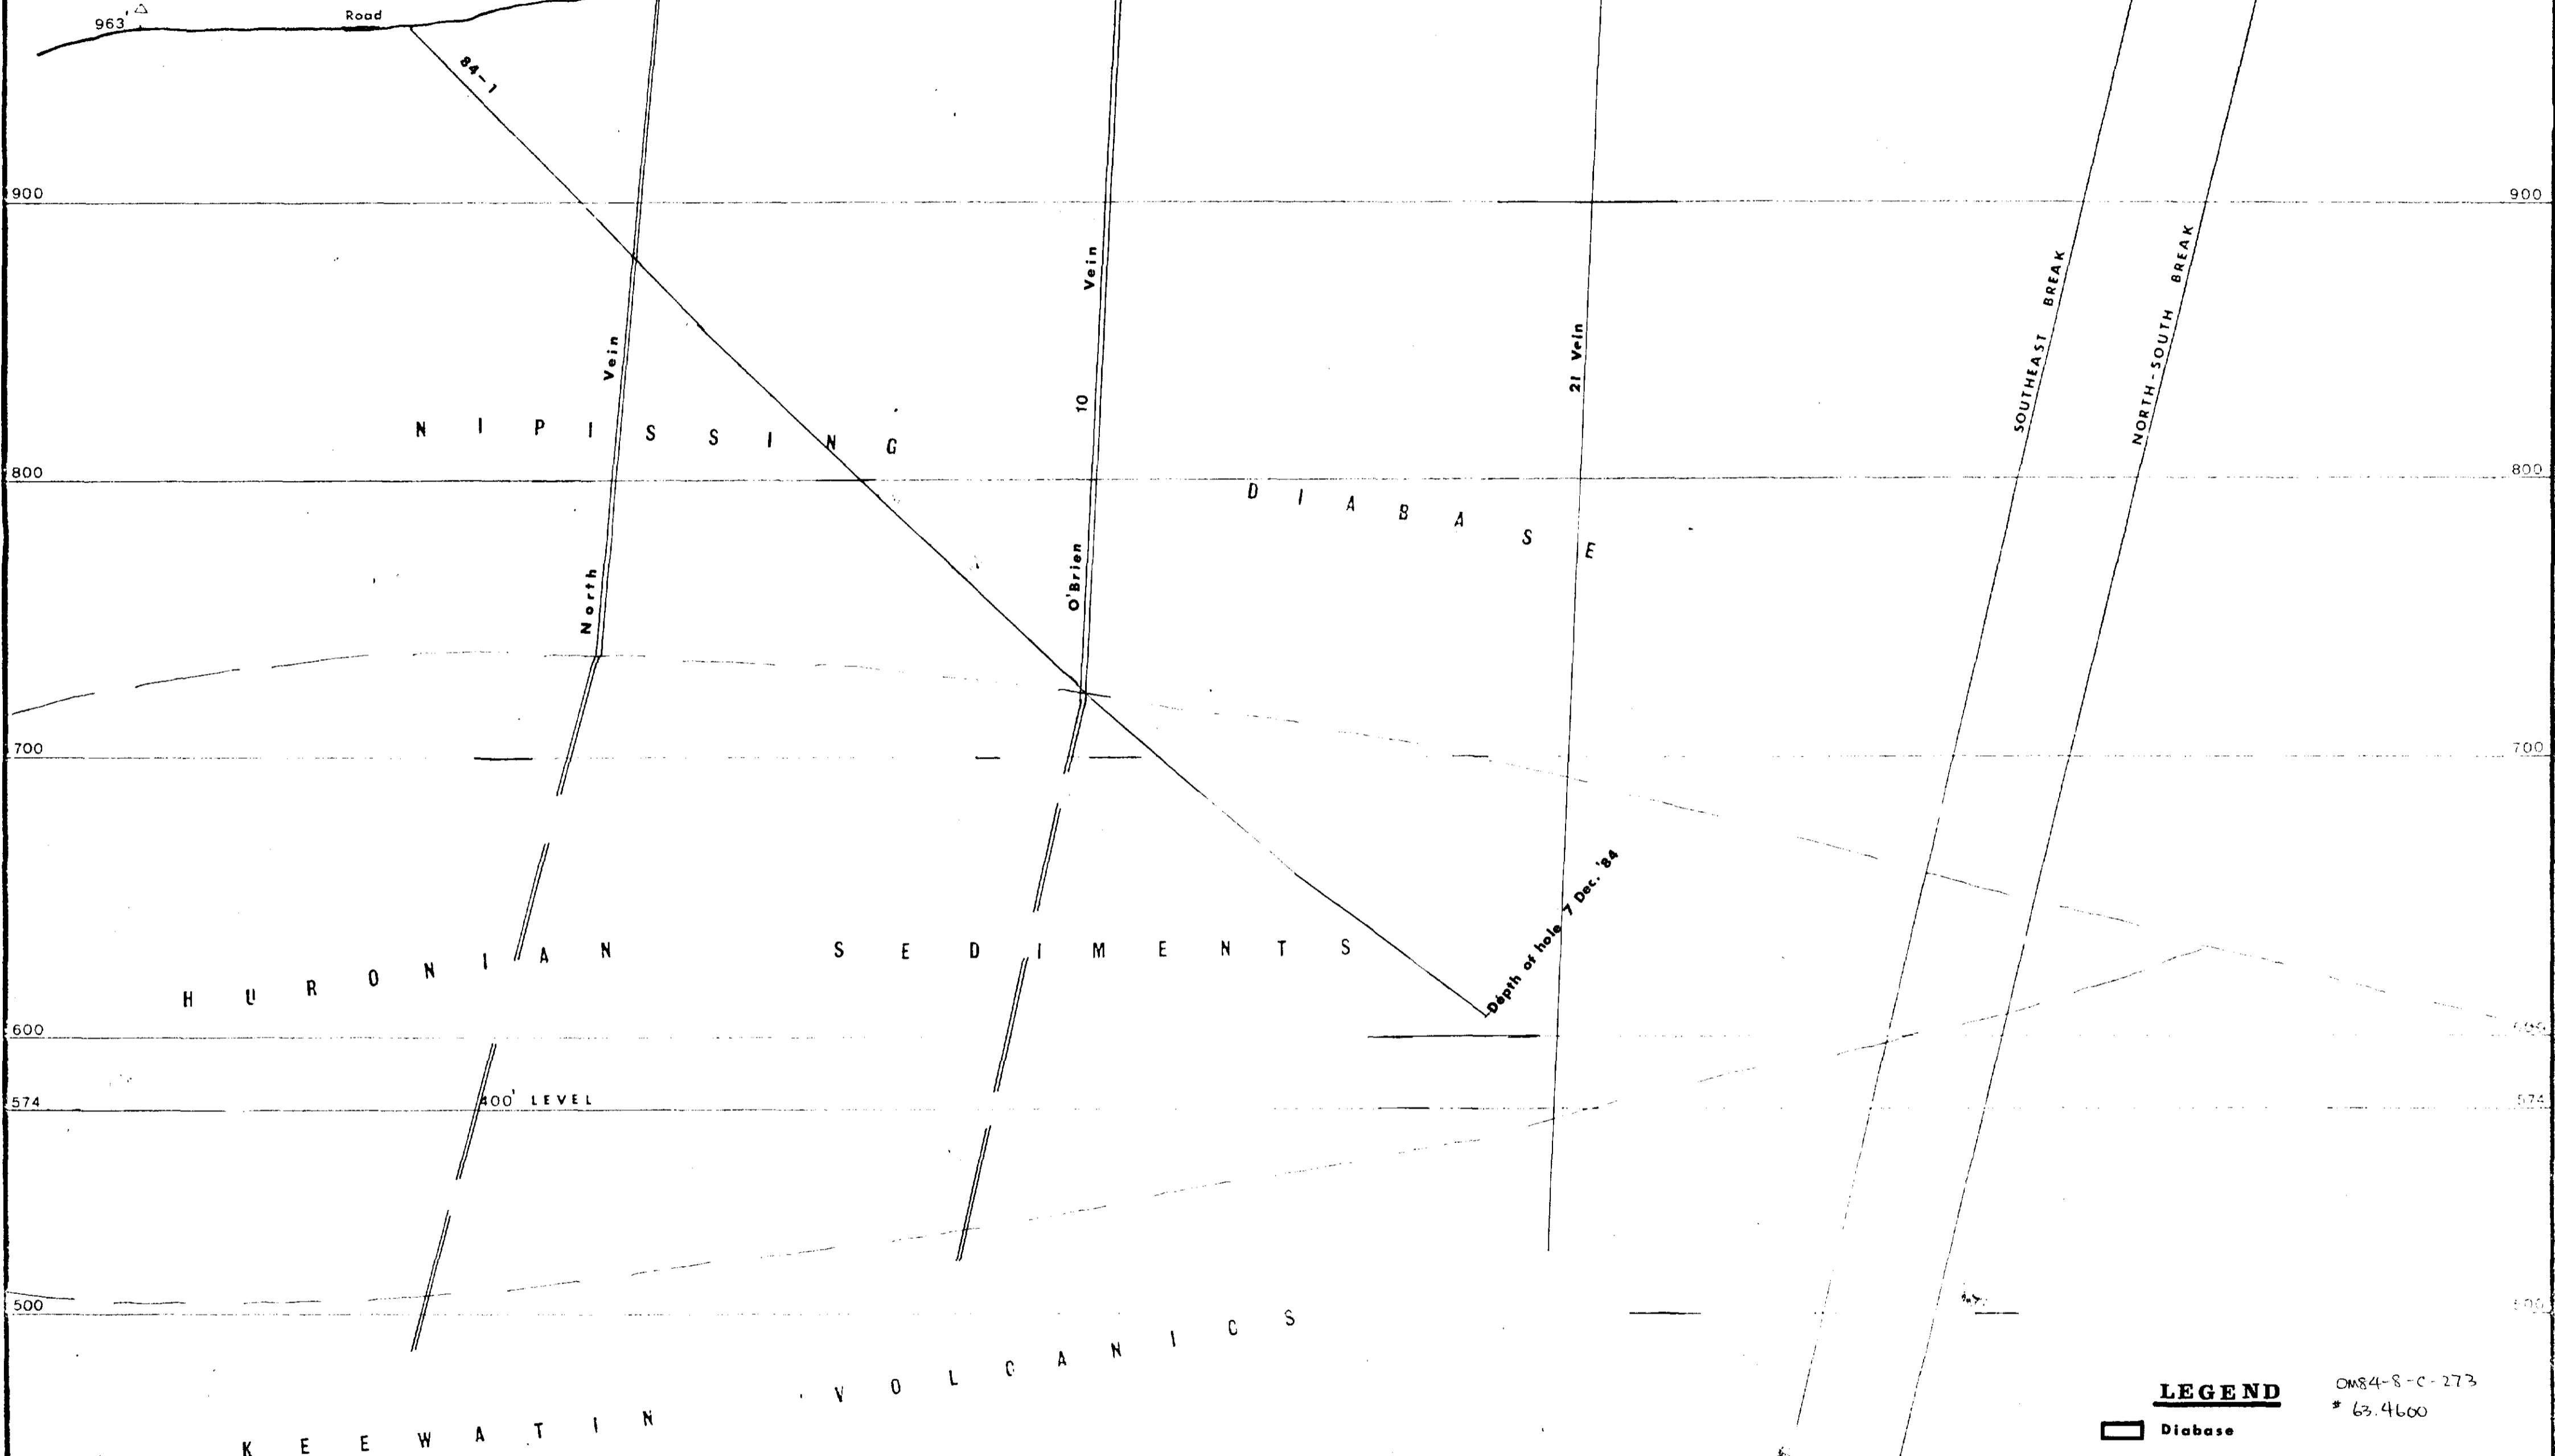 963'
Road
84-1
900
900
Vein
North
10
Vein
O'Brien
21 Vein
SOUTHEAST BREAK
NORTH-SOUTH BREAK
NIPISSING
800
800
DIABASE
700
700
Depth of hole 7 Dec. '84
HURONIAN SEDIMENTS
600
574
400' LEVEL
574
500
500
KEEWATIN VOLCANICS
LEGEND
Diabase
OM84-8-C-273
# 63.4600